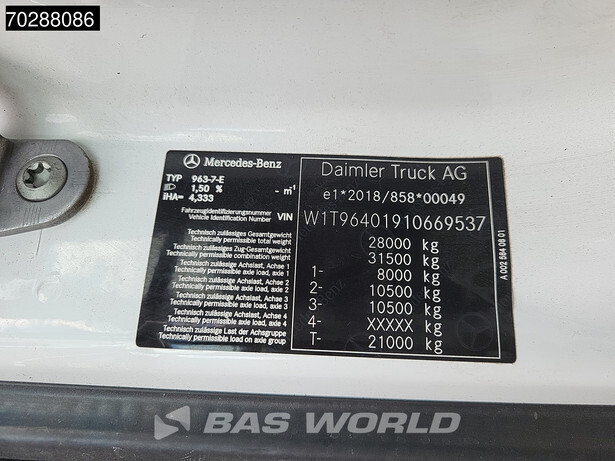 70288086
Mercedes-Benz
Daimler Truck AG
TYP 963-7-E
1,50 % - m¹
e1*2018/858*00049
iHA= 4,333
Fahrzeugidentifizierungsnummer
Vehicle Identification Number VIN W1T96401910669537
Technisch zulässiges Gesamtgewicht
Technically permissible total weight 28000 kg
Technisch zulässiges Zug-Gesamtgewicht
Technically permissible combination weight 31500 kg
Technisch zulässige Achslast, Achse 1
Technically permissible axle load, axle 1 1- 8000 kg
Technisch zulässige Achslast, Achse 2
Technically permissible axle load, axle 2 2- 10500 kg
Technisch zulässige Achslast, Achse 3
Technically permissible axle load, axle 3 3- 10500 kg
Technisch zulässige Achslast, Achse 4
Technically permissible axle load, axle 4 4- XXXXX kg
Technisch zulässige Last der Achsgruppe
Technically permissible load on axle group T- 21000 kg
A 002 584 08 01
BAS WORLD